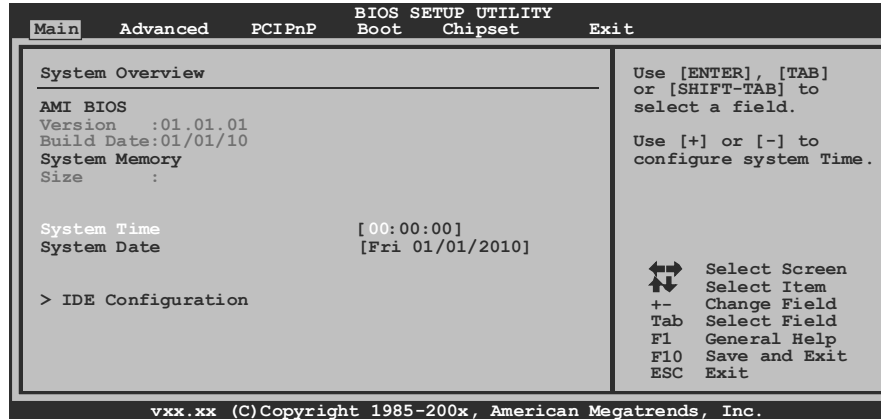 BIOS SETUP UTILITY
Main Advanced PCIPnP Boot Chipset Exit
System Overview
AMI BIOS
Version :01.01.01
Build Date:01/01/10
System Memory
Size :
System Time [00:00:00]
System Date [Fri 01/01/2010]
> IDE Configuration
Use [ENTER], [TAB]
or [SHIFT-TAB] to
select a field.
Use [+] or [-] to
configure system Time.
Select Screen
Select Item
+- Change Field
Tab Select Field
F1 General Help
F10 Save and Exit
ESC Exit
vxx.xx (C)Copyright 1985-200x, American Megatrends, Inc.